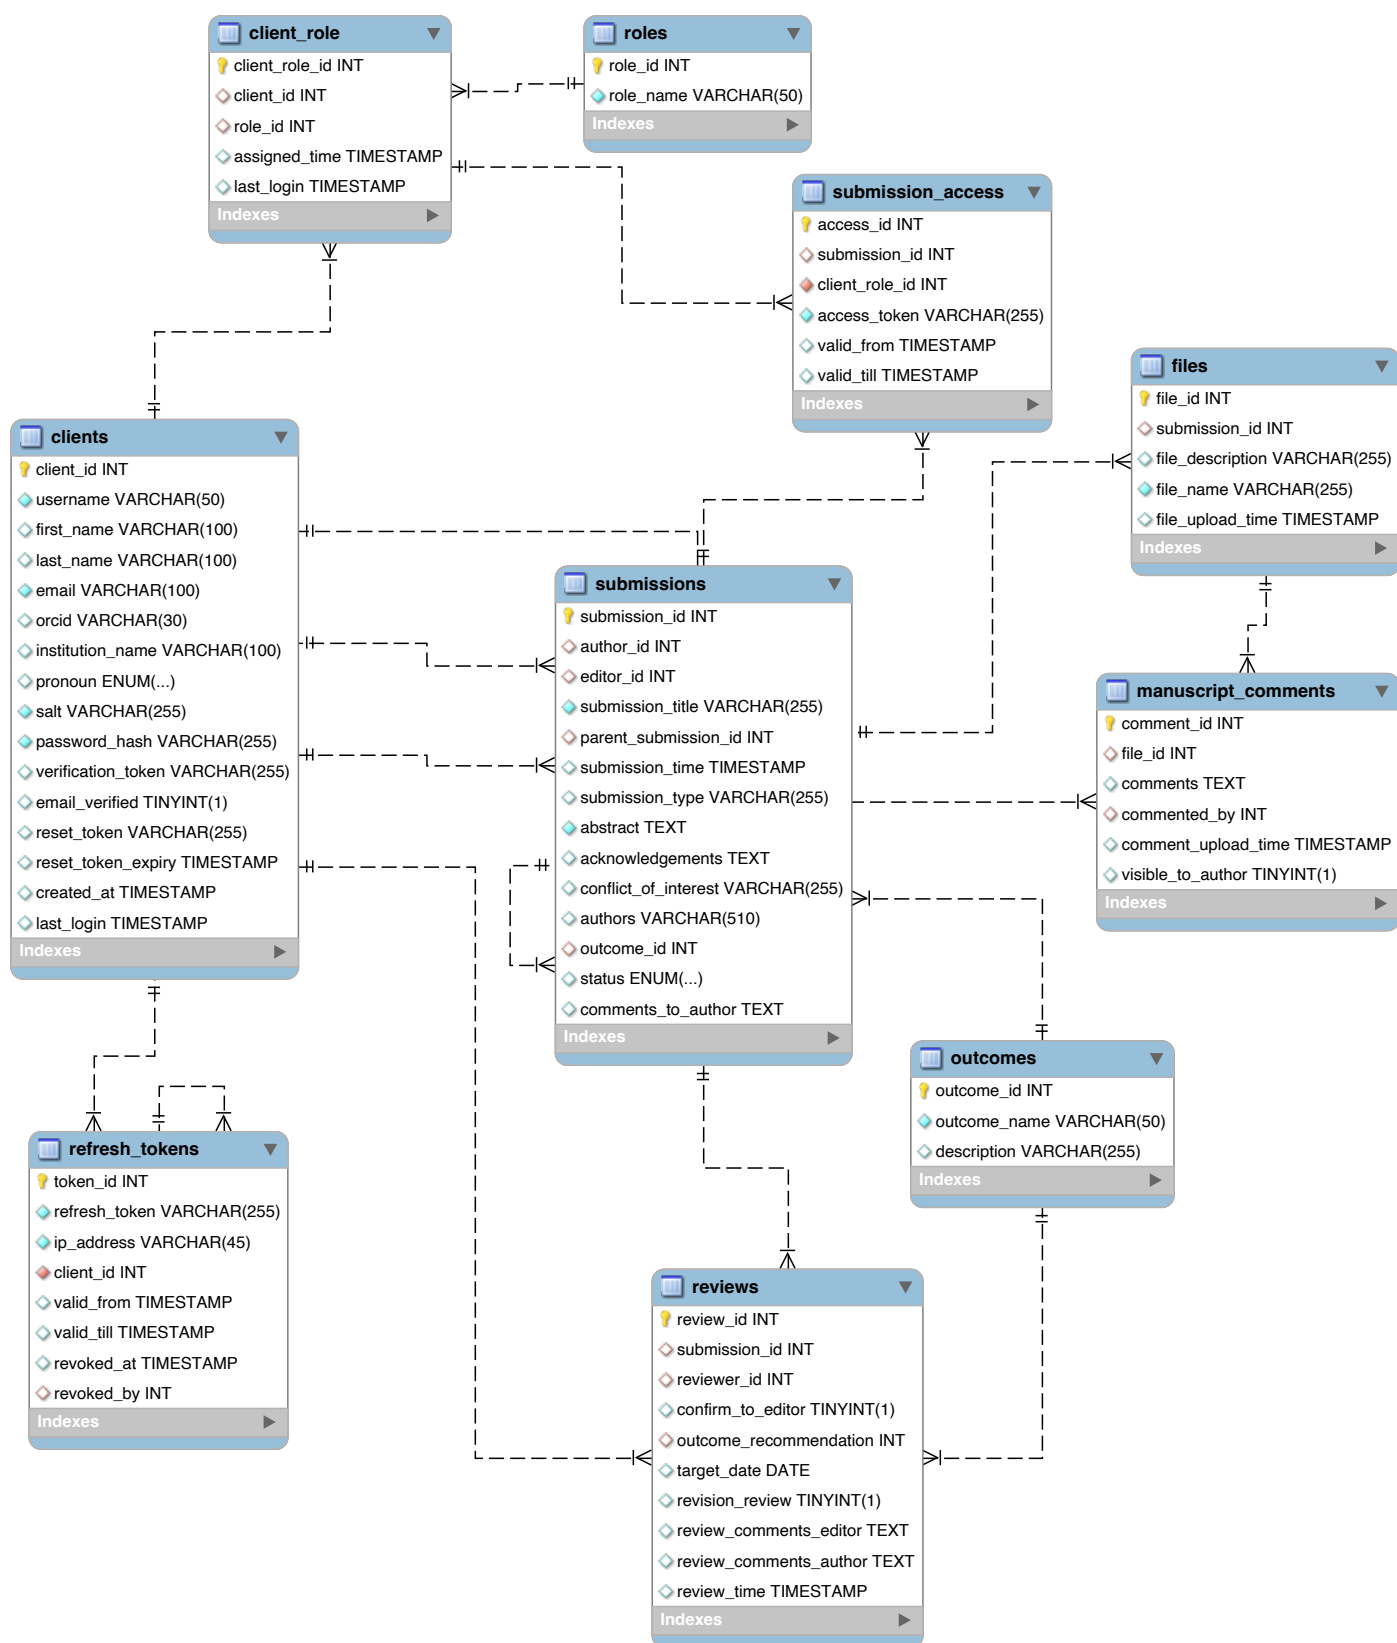 client_role
client_role_id INT
client_id INT
role_id INT
assigned_time TIMESTAMP
last_login TIMESTAMP
Indexes
roles
role_id INT
role_name VARCHAR(50)
Indexes
submission_access
access_id INT
submission_id INT
client_role_id INT
access_token VARCHAR(255)
valid_from TIMESTAMP
valid_till TIMESTAMP
Indexes
files
file_id INT
submission_id INT
file_description VARCHAR(255)
file_name VARCHAR(255)
file_upload_time TIMESTAMP
Indexes
clients
client_id INT
username VARCHAR(50)
first_name VARCHAR(100)
last_name VARCHAR(100)
email VARCHAR(100)
orcid VARCHAR(30)
institution_name VARCHAR(100)
pronoun ENUM(...)
salt VARCHAR(255)
password_hash VARCHAR(255)
verification_token VARCHAR(255)
email_verified TINYINT(1)
reset_token VARCHAR(255)
reset_token_expiry TIMESTAMP
created_at TIMESTAMP
last_login TIMESTAMP
Indexes
submissions
submission_id INT
author_id INT
editor_id INT
submission_title VARCHAR(255)
parent_submission_id INT
submission_time TIMESTAMP
submission_type VARCHAR(255)
abstract TEXT
acknowledgements TEXT
conflict_of_interest VARCHAR(255)
authors VARCHAR(510)
outcome_id INT
status ENUM(...)
comments_to_author TEXT
Indexes
manuscript_comments
comment_id INT
file_id INT
comments TEXT
commented_by INT
comment_upload_time TIMESTAMP
visible_to_author TINYINT(1)
Indexes
outcomes
outcome_id INT
outcome_name VARCHAR(50)
description VARCHAR(255)
Indexes
refresh_tokens
token_id INT
refresh_token VARCHAR(255)
ip_address VARCHAR(45)
client_id INT
valid_from TIMESTAMP
valid_till TIMESTAMP
revoked_at TIMESTAMP
revoked_by INT
Indexes
reviews
review_id INT
submission_id INT
reviewer_id INT
confirm_to_editor TINYINT(1)
outcome_recommendation INT
target_date DATE
revision_review TINYINT(1)
review_comments_editor TEXT
review_comments_author TEXT
review_time TIMESTAMP
Indexes